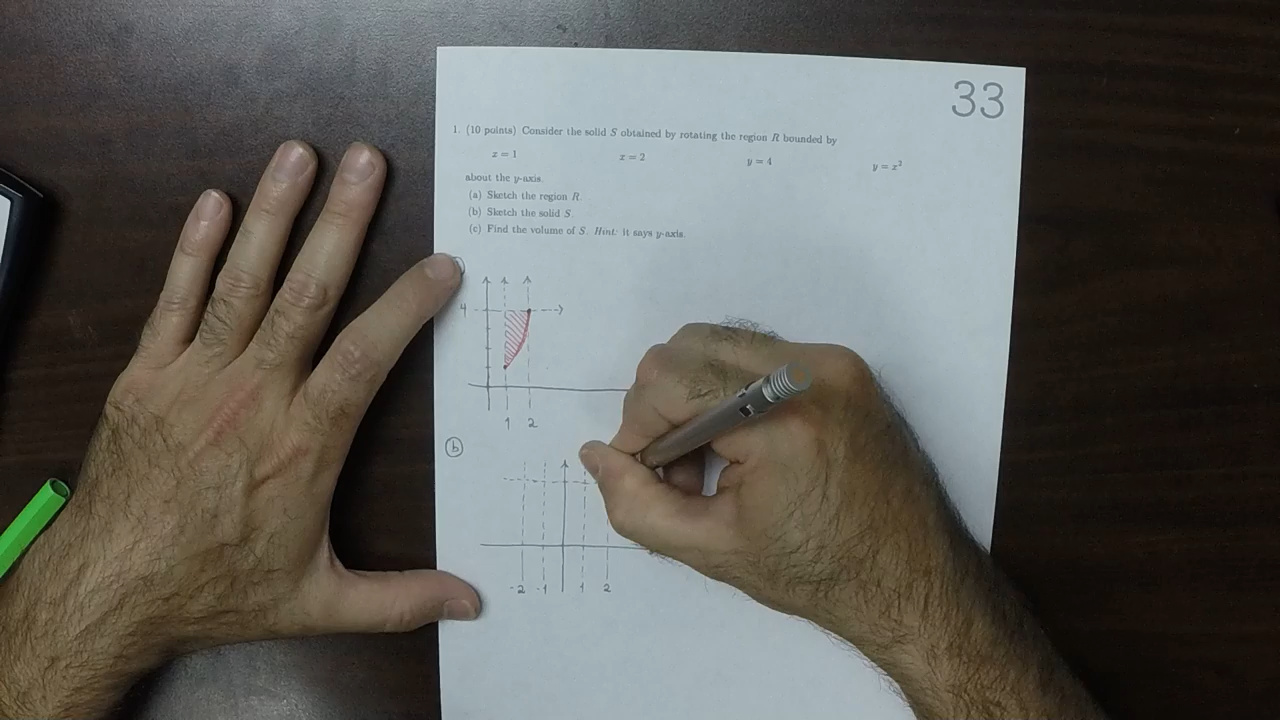 33
1. (10 points) Consider the solid S obtained by rotating the region R bounded by
x = 1 x = 2 y = 4 y = x²
about the y-axis.
(a) Sketch the region R.
(b) Sketch the solid S.
(c) Find the volume of S. Hint: it says y-axis.
4
1 2
b
-2 -1 1 2